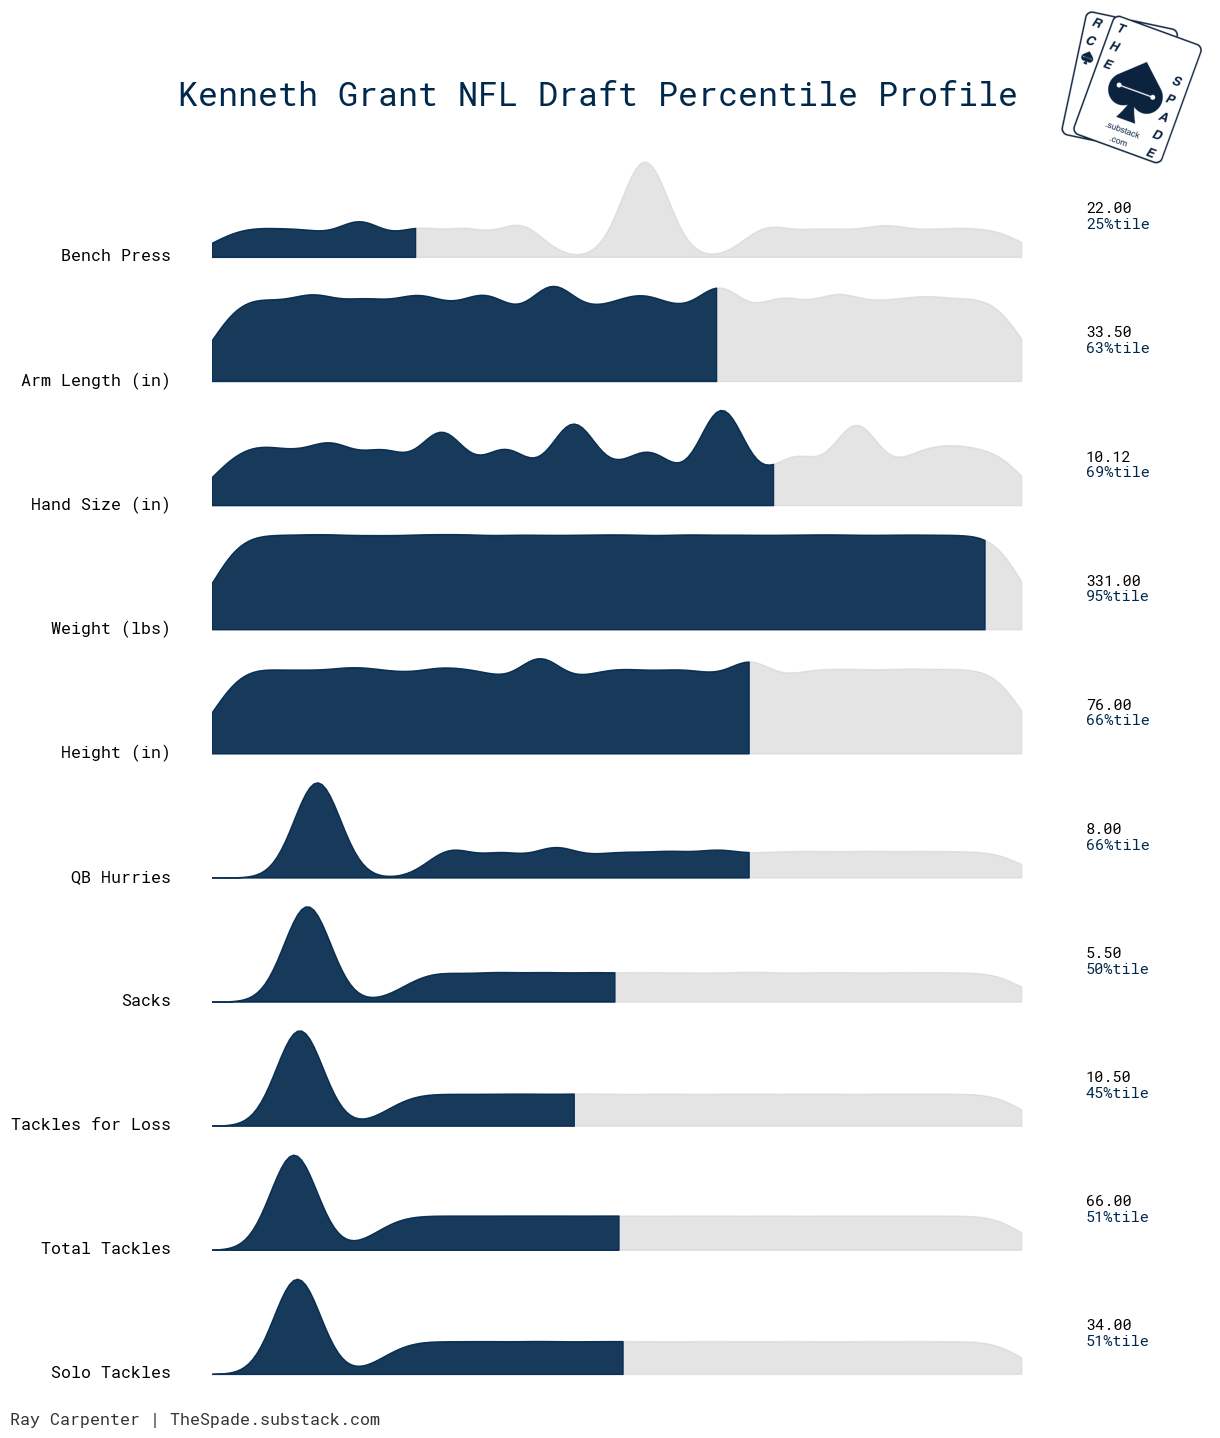 RC
THE
SPADE
.substack
.com
Kenneth Grant NFL Draft Percentile Profile
Bench Press
22.00
25%tile
Arm Length (in)
33.50
63%tile
Hand Size (in)
10.12
69%tile
Weight (lbs)
331.00
95%tile
Height (in)
76.00
66%tile
QB Hurries
8.00
66%tile
Sacks
5.50
50%tile
Tackles for Loss
10.50
45%tile
Total Tackles
66.00
51%tile
Solo Tackles
34.00
51%tile
Ray Carpenter | TheSpade.substack.com